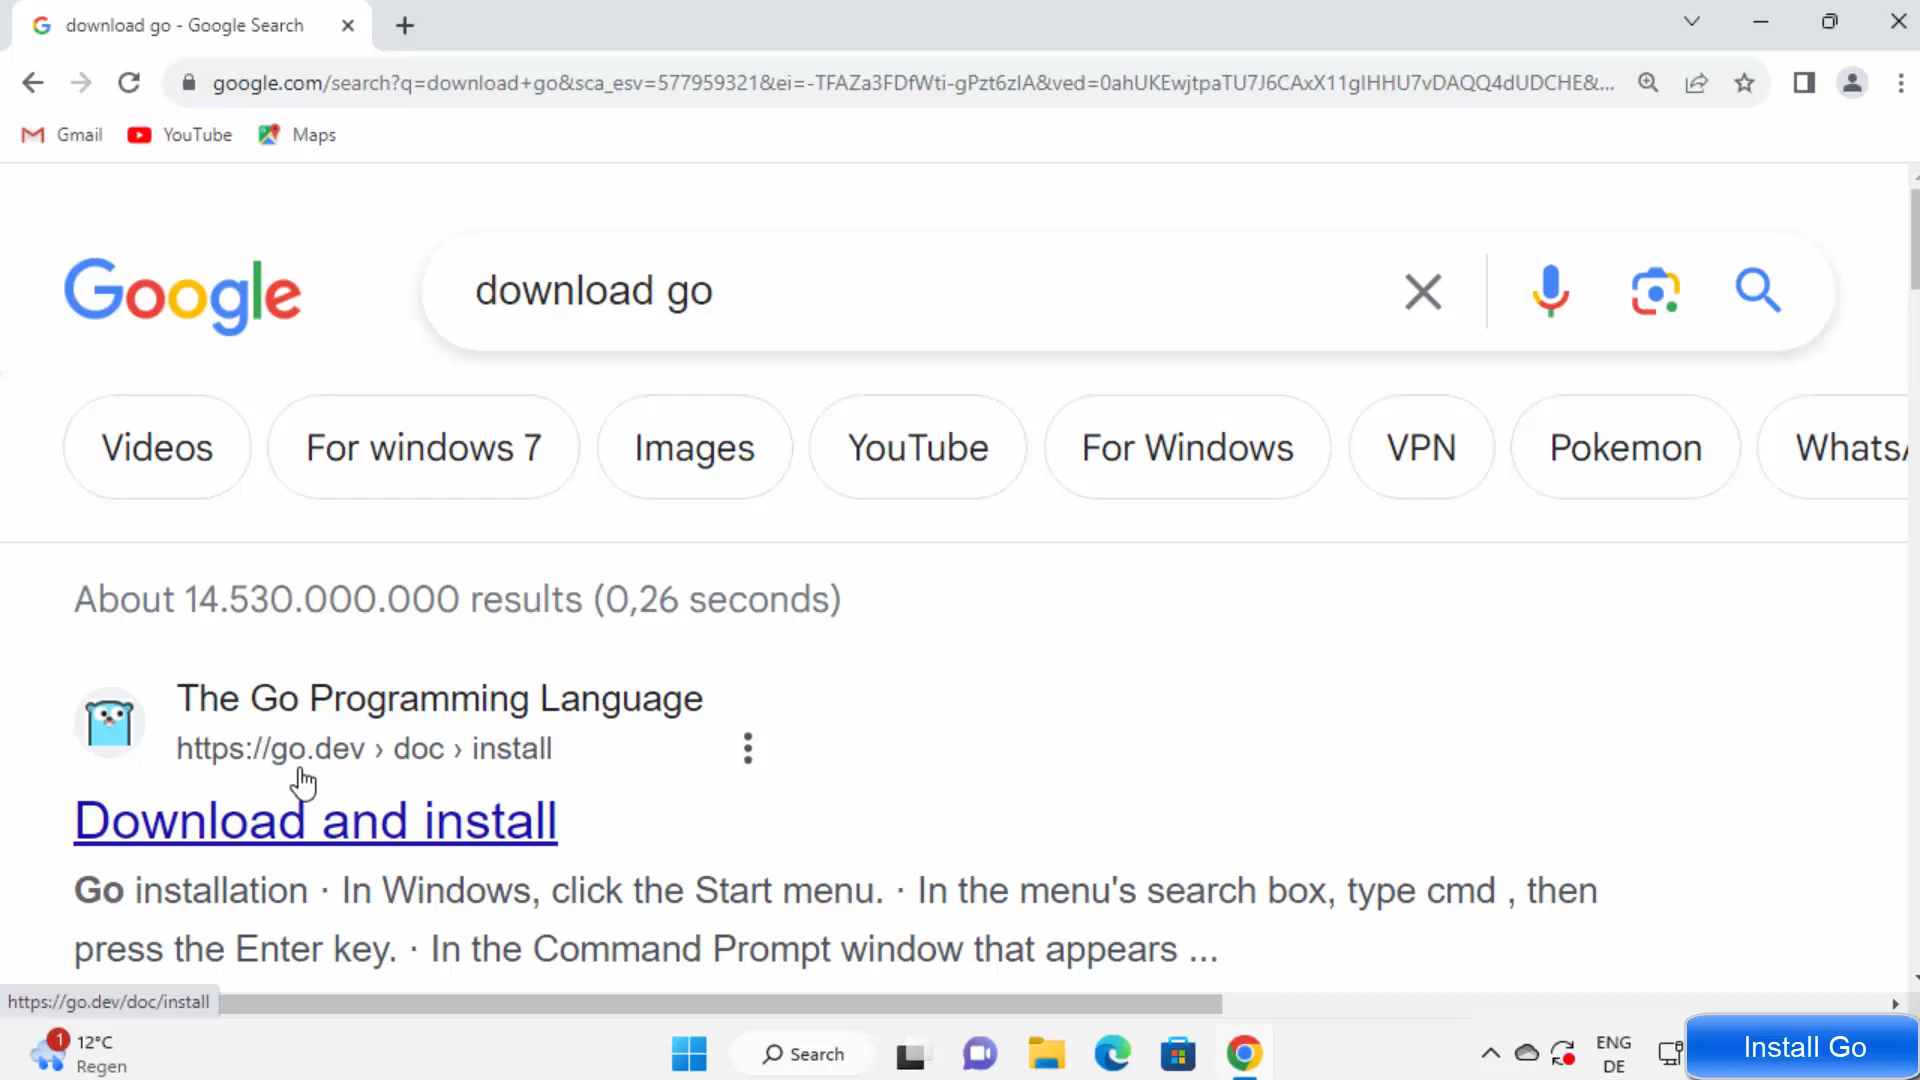 download go - Google Search
google.com/search?q=download+go&sca_esv=577959321&ei=-TFAZa3FDfWti-gPzt6zIA&ved=0ahUKEwjtpaTU7J6CAxX11gIHHU7vDAQQ4dUDCHE&...
Gmail YouTube Maps
Google download go
Videos For windows 7 Images YouTube For Windows VPN Pokemon WhatsA
About 14.530.000.000 results (0,26 seconds)
The Go Programming Language
https://go.dev › doc › install
Download and install
Go installation · In Windows, click the Start menu. · In the menu's search box, type cmd , then
press the Enter key. · In the Command Prompt window that appears ...
https://go.dev/doc/install
1 12°C
Regen
Search
ENG
DE
Install Go